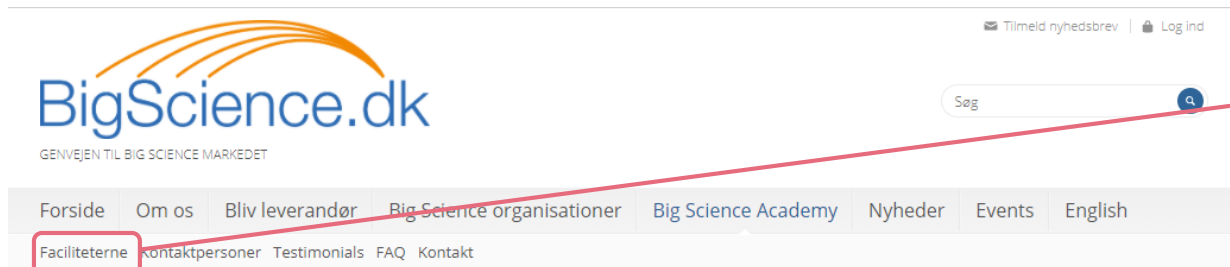 Tilmeld nyhedsbrev | Log ind
BigScience.dk
Søg
GENVEJEN TIL BIG SCIENCE MARKEDET
Forside Om os Bliv leverandør Big Science organisationer Big Science Academy Nyheder Events English
Faciliteterne Kontaktpersoner Testimonials FAQ Kontakt